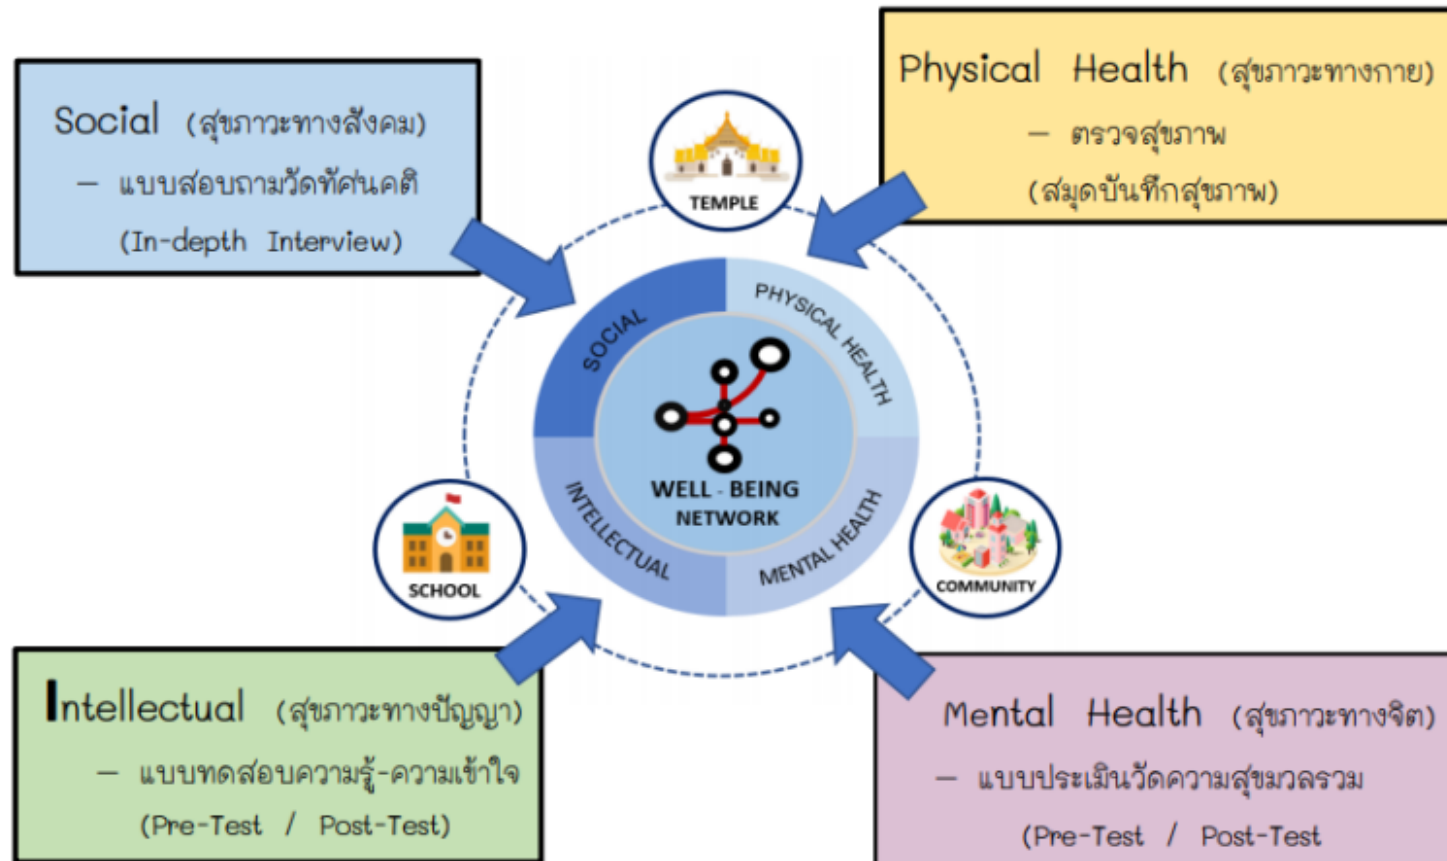 Social (สุขภาวะทางสังคม)
– แบบสอบถามวัดทัศนคติ
(In-depth Interview)
Physical Health (สุขภาวะทางกาย)
– ตรวจสุขภาพ
(สมุดบันทึกสุขภาพ)
TEMPLE
SOCIAL
PHYSICAL HEALTH
WELL - BEING
NETWORK
INTELLECTUAL
MENTAL HEALTH
SCHOOL
COMMUNITY
Intellectual (สุขภาวะทางปัญญา)
– แบบทดสอบความรู้-ความเข้าใจ
(Pre-Test / Post-Test)
Mental Health (สุขภาวะทางจิต)
– แบบประเมินวัดความสุขมวลรวม
(Pre-Test / Post-Test